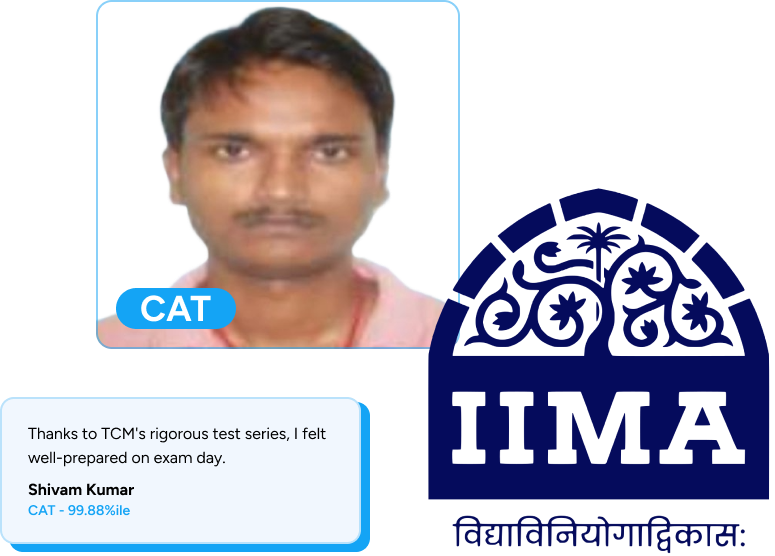 CAT
Thanks to TCM's rigorous test series, I felt
well-prepared on exam day.
Shivam Kumar
CAT - 99.88%ile
IIMA
विद्याविनियोगाद्विकास: